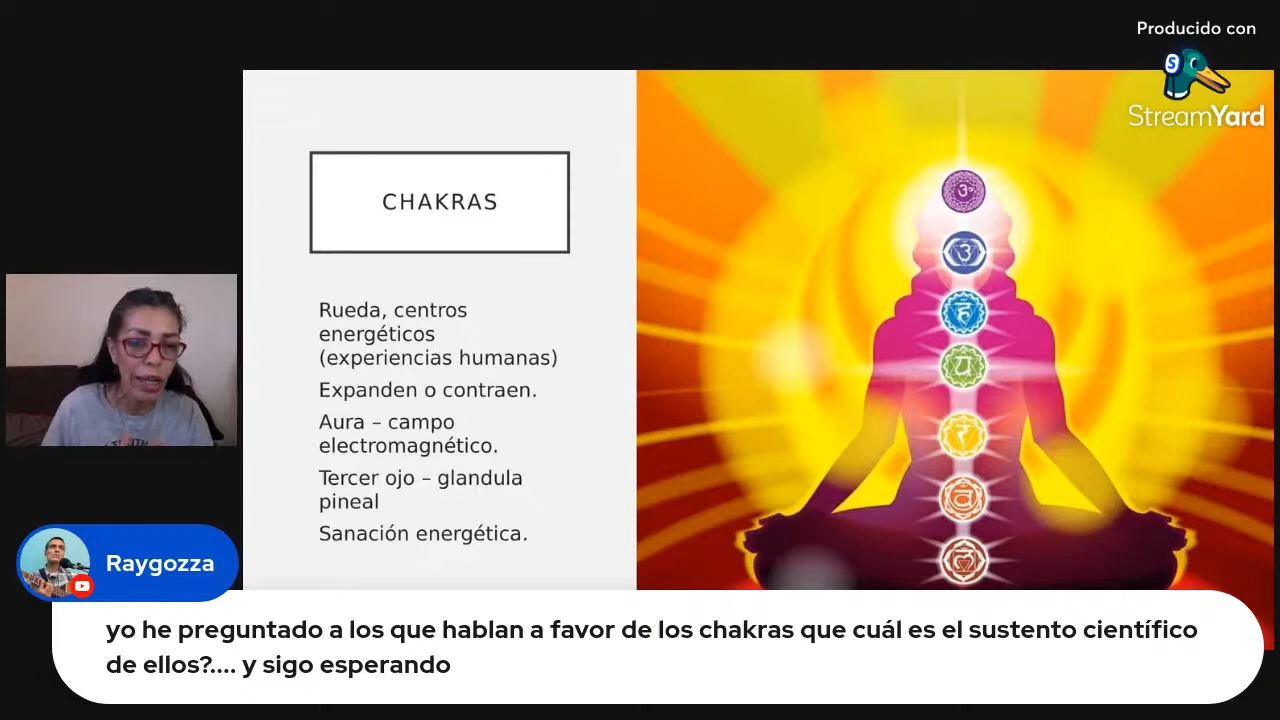 Producido con
StreamYard
CHAKRAS
Rueda, centros
energéticos
(experiencias humanas)
Expanden o contraen.
Aura – campo
electromagnético.
Tercer ojo – glandula
pineal
Sanación energética.
Raygozza
yo he preguntado a los que hablan a favor de los chakras que cuál es el sustento científico
de ellos?.... y sigo esperando